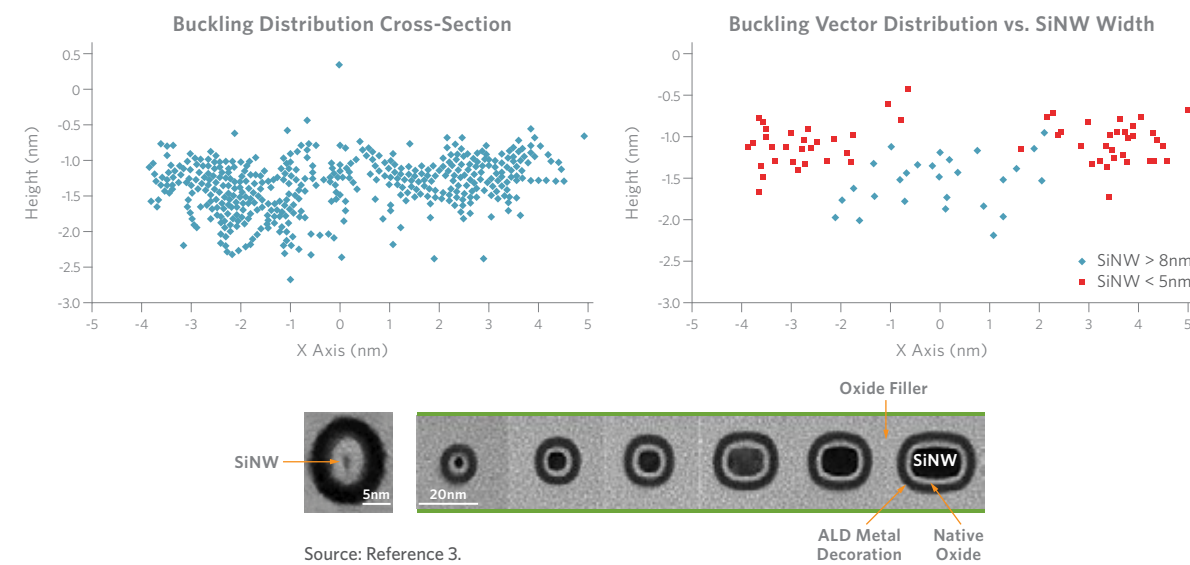 Buckling Distribution Cross-Section
0.5
0
-0.5
-1.0
-1.5
-2.0
-2.5
-3.0
Height (nm)
-5 -4 -3 -2 -1 0 1 2 3 4 5
X Axis (nm)
Buckling Vector Distribution vs. SiNW Width
0
-0.5
-1.0
-1.5
-2.0
-2.5
-3.0
Height (nm)
SiNW > 8nm
SiNW < 5nm
-5 -4 -3 -2 -1 0 1 2 3 4 5
X Axis (nm)
Oxide Filler
SiNW
SiNW
5nm
20nm
ALD Metal
Decoration
Native
Oxide
Source: Reference 3.